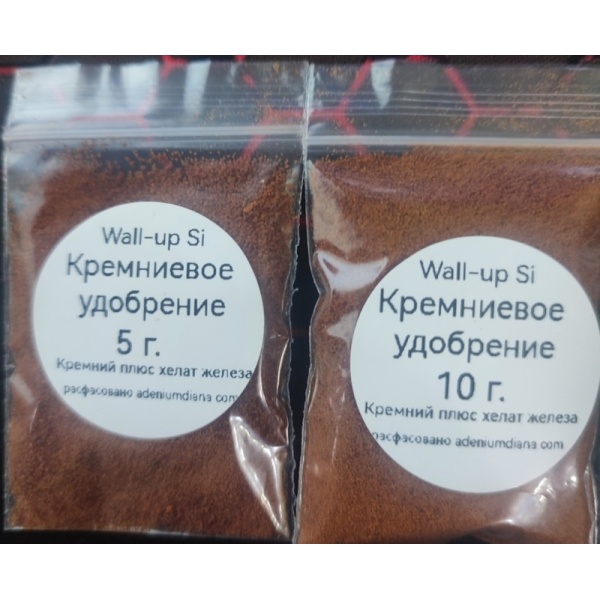 Wall-up Si
Кремниевое
удобрение
5 г.
Кремний плюс хелат железа
расфасовано adeniumdiana com
Wall-up Si
Кремниевое
удобрение
10 г.
Кремний плюс хелат железа
расфасовано adeniumdiana com